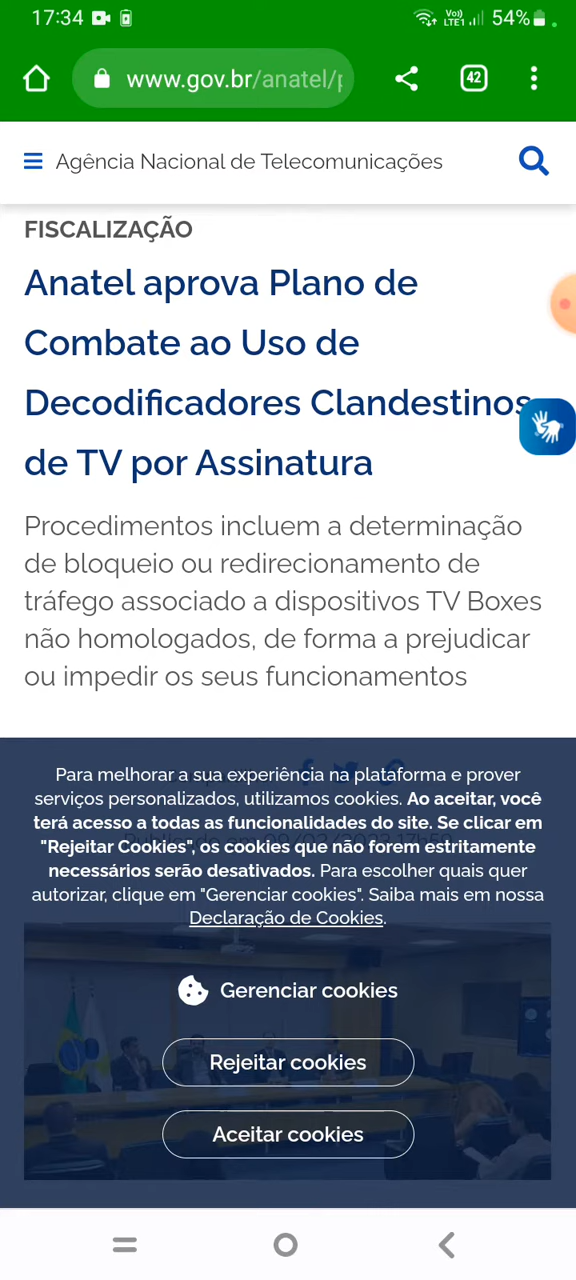 17:34
Vo)) LTE1 54%
www.gov.br/anatel/p
42
Agência Nacional de Telecomunicações
FISCALIZAÇÃO
Anatel aprova Plano de
Combate ao Uso de
Decodificadores Clandestinos
de TV por Assinatura
Procedimentos incluem a determinação
de bloqueio ou redirecionamento de
tráfego associado a dispositivos TV Boxes
não homologados, de forma a prejudicar
ou impedir os seus funcionamentos
Para melhorar a sua experiência na plataforma e prover
serviços personalizados, utilizamos cookies. Ao aceitar, você
terá acesso a todas as funcionalidades do site. Se clicar em
"Rejeitar Cookies", os cookies que não forem estritamente
necessários serão desativados. Para escolher quais quer
autorizar, clique em "Gerenciar cookies". Saiba mais em nossa
Declaração de Cookies.
Gerenciar cookies
Rejeitar cookies
Aceitar cookies